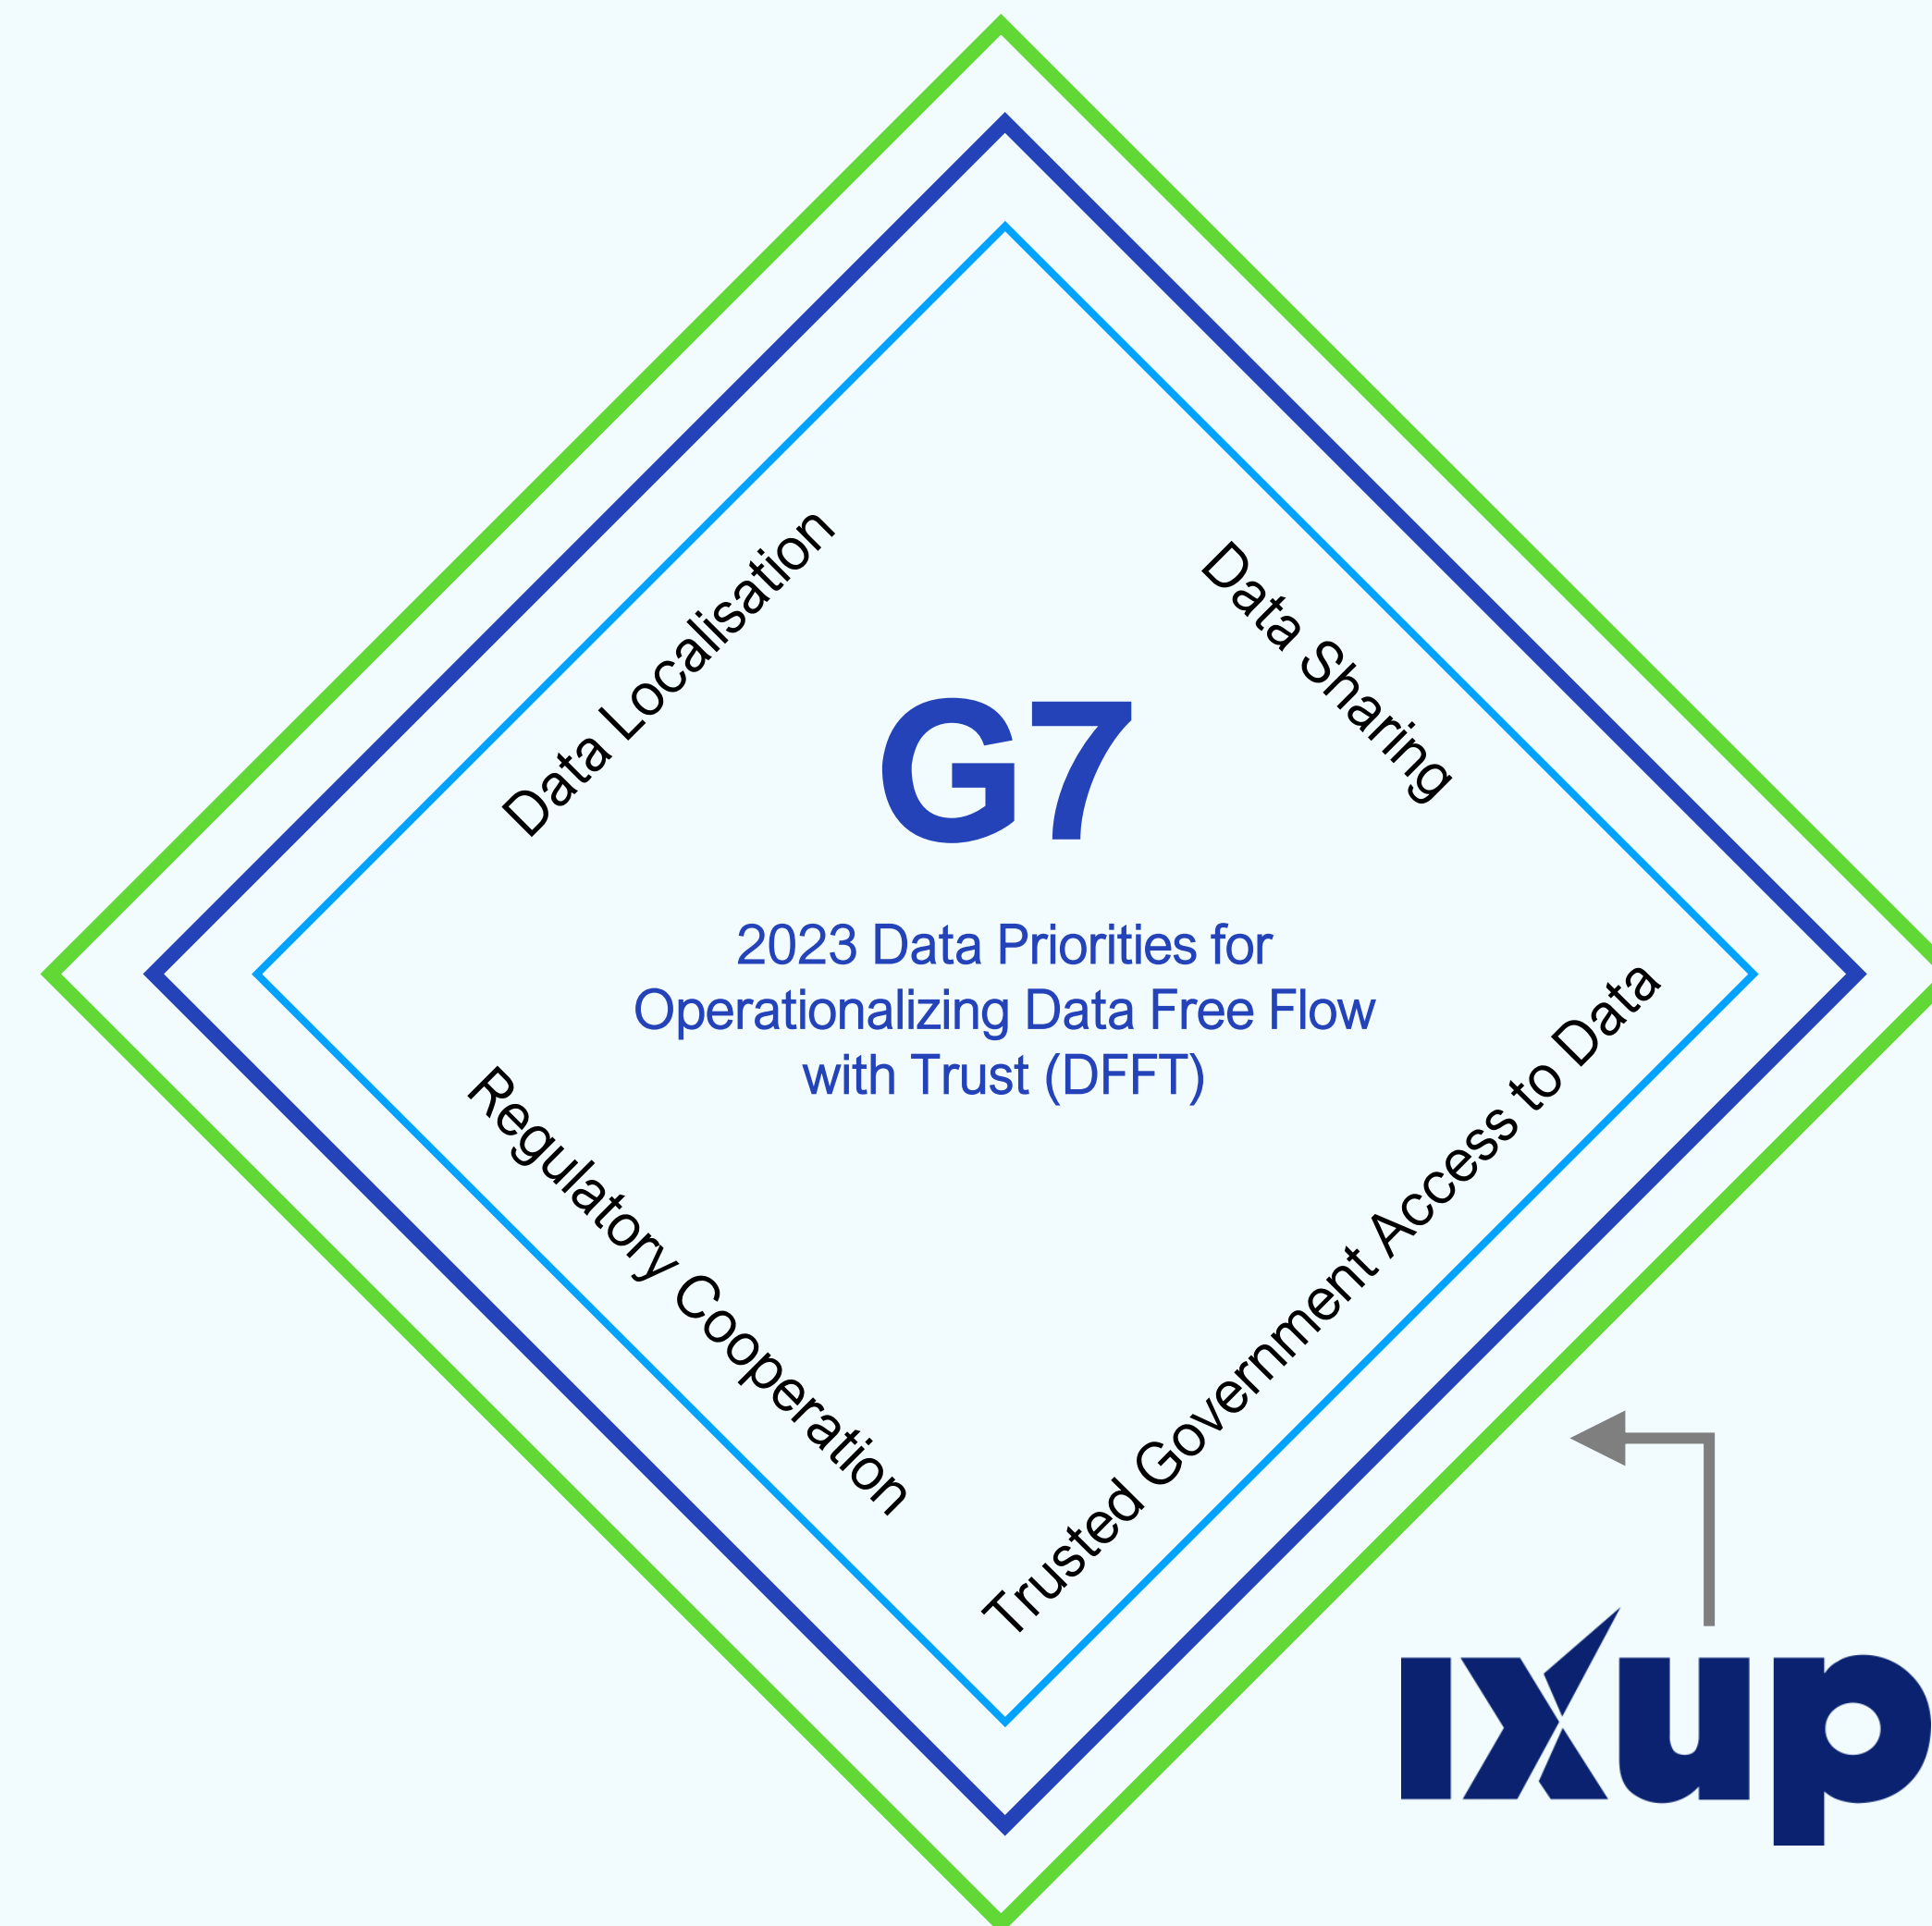 Data Localisation
Data Sharing
G7
2023 Data Priorities for
Operationalizing Data Free Flow
with Trust (DFFT)
Regulatory Cooperation
Trusted Government Access to Data
ixup